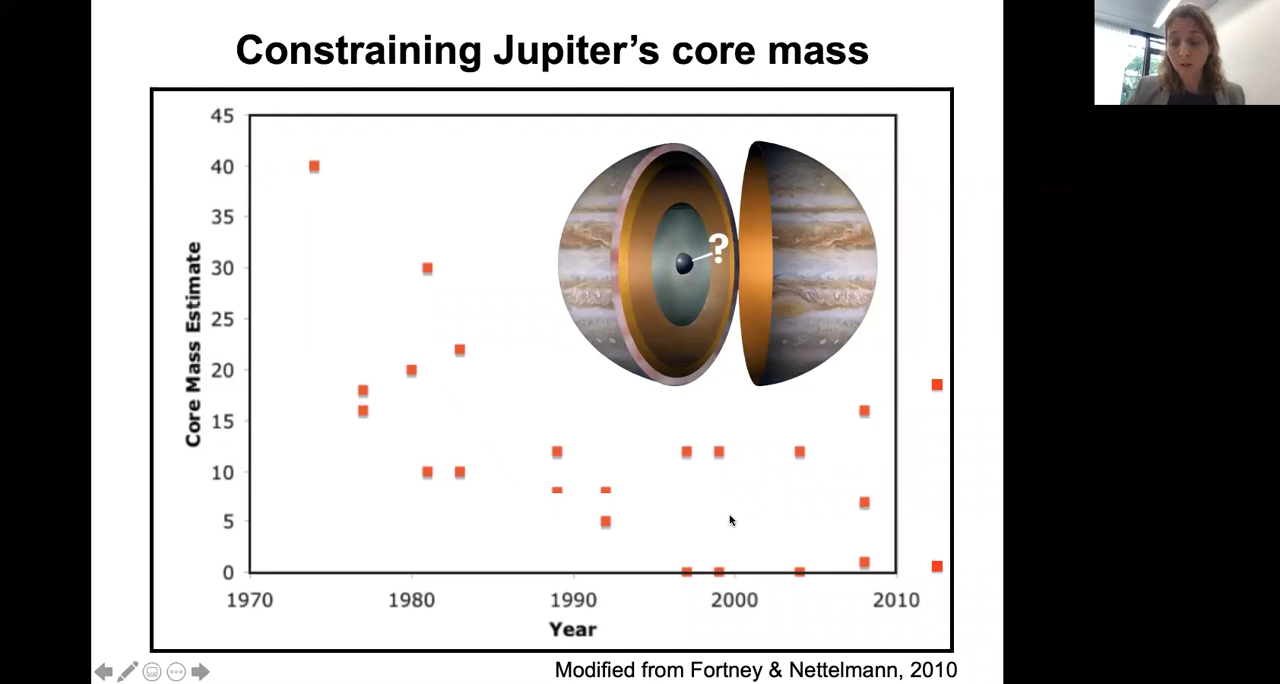 Constraining Jupiter's core mass
45
40
35
30
25
20
15
10
5
0
Core Mass Estimate
?
1970 1980 1990 2000 2010
Year
Modified from Fortney & Nettelmann, 2010